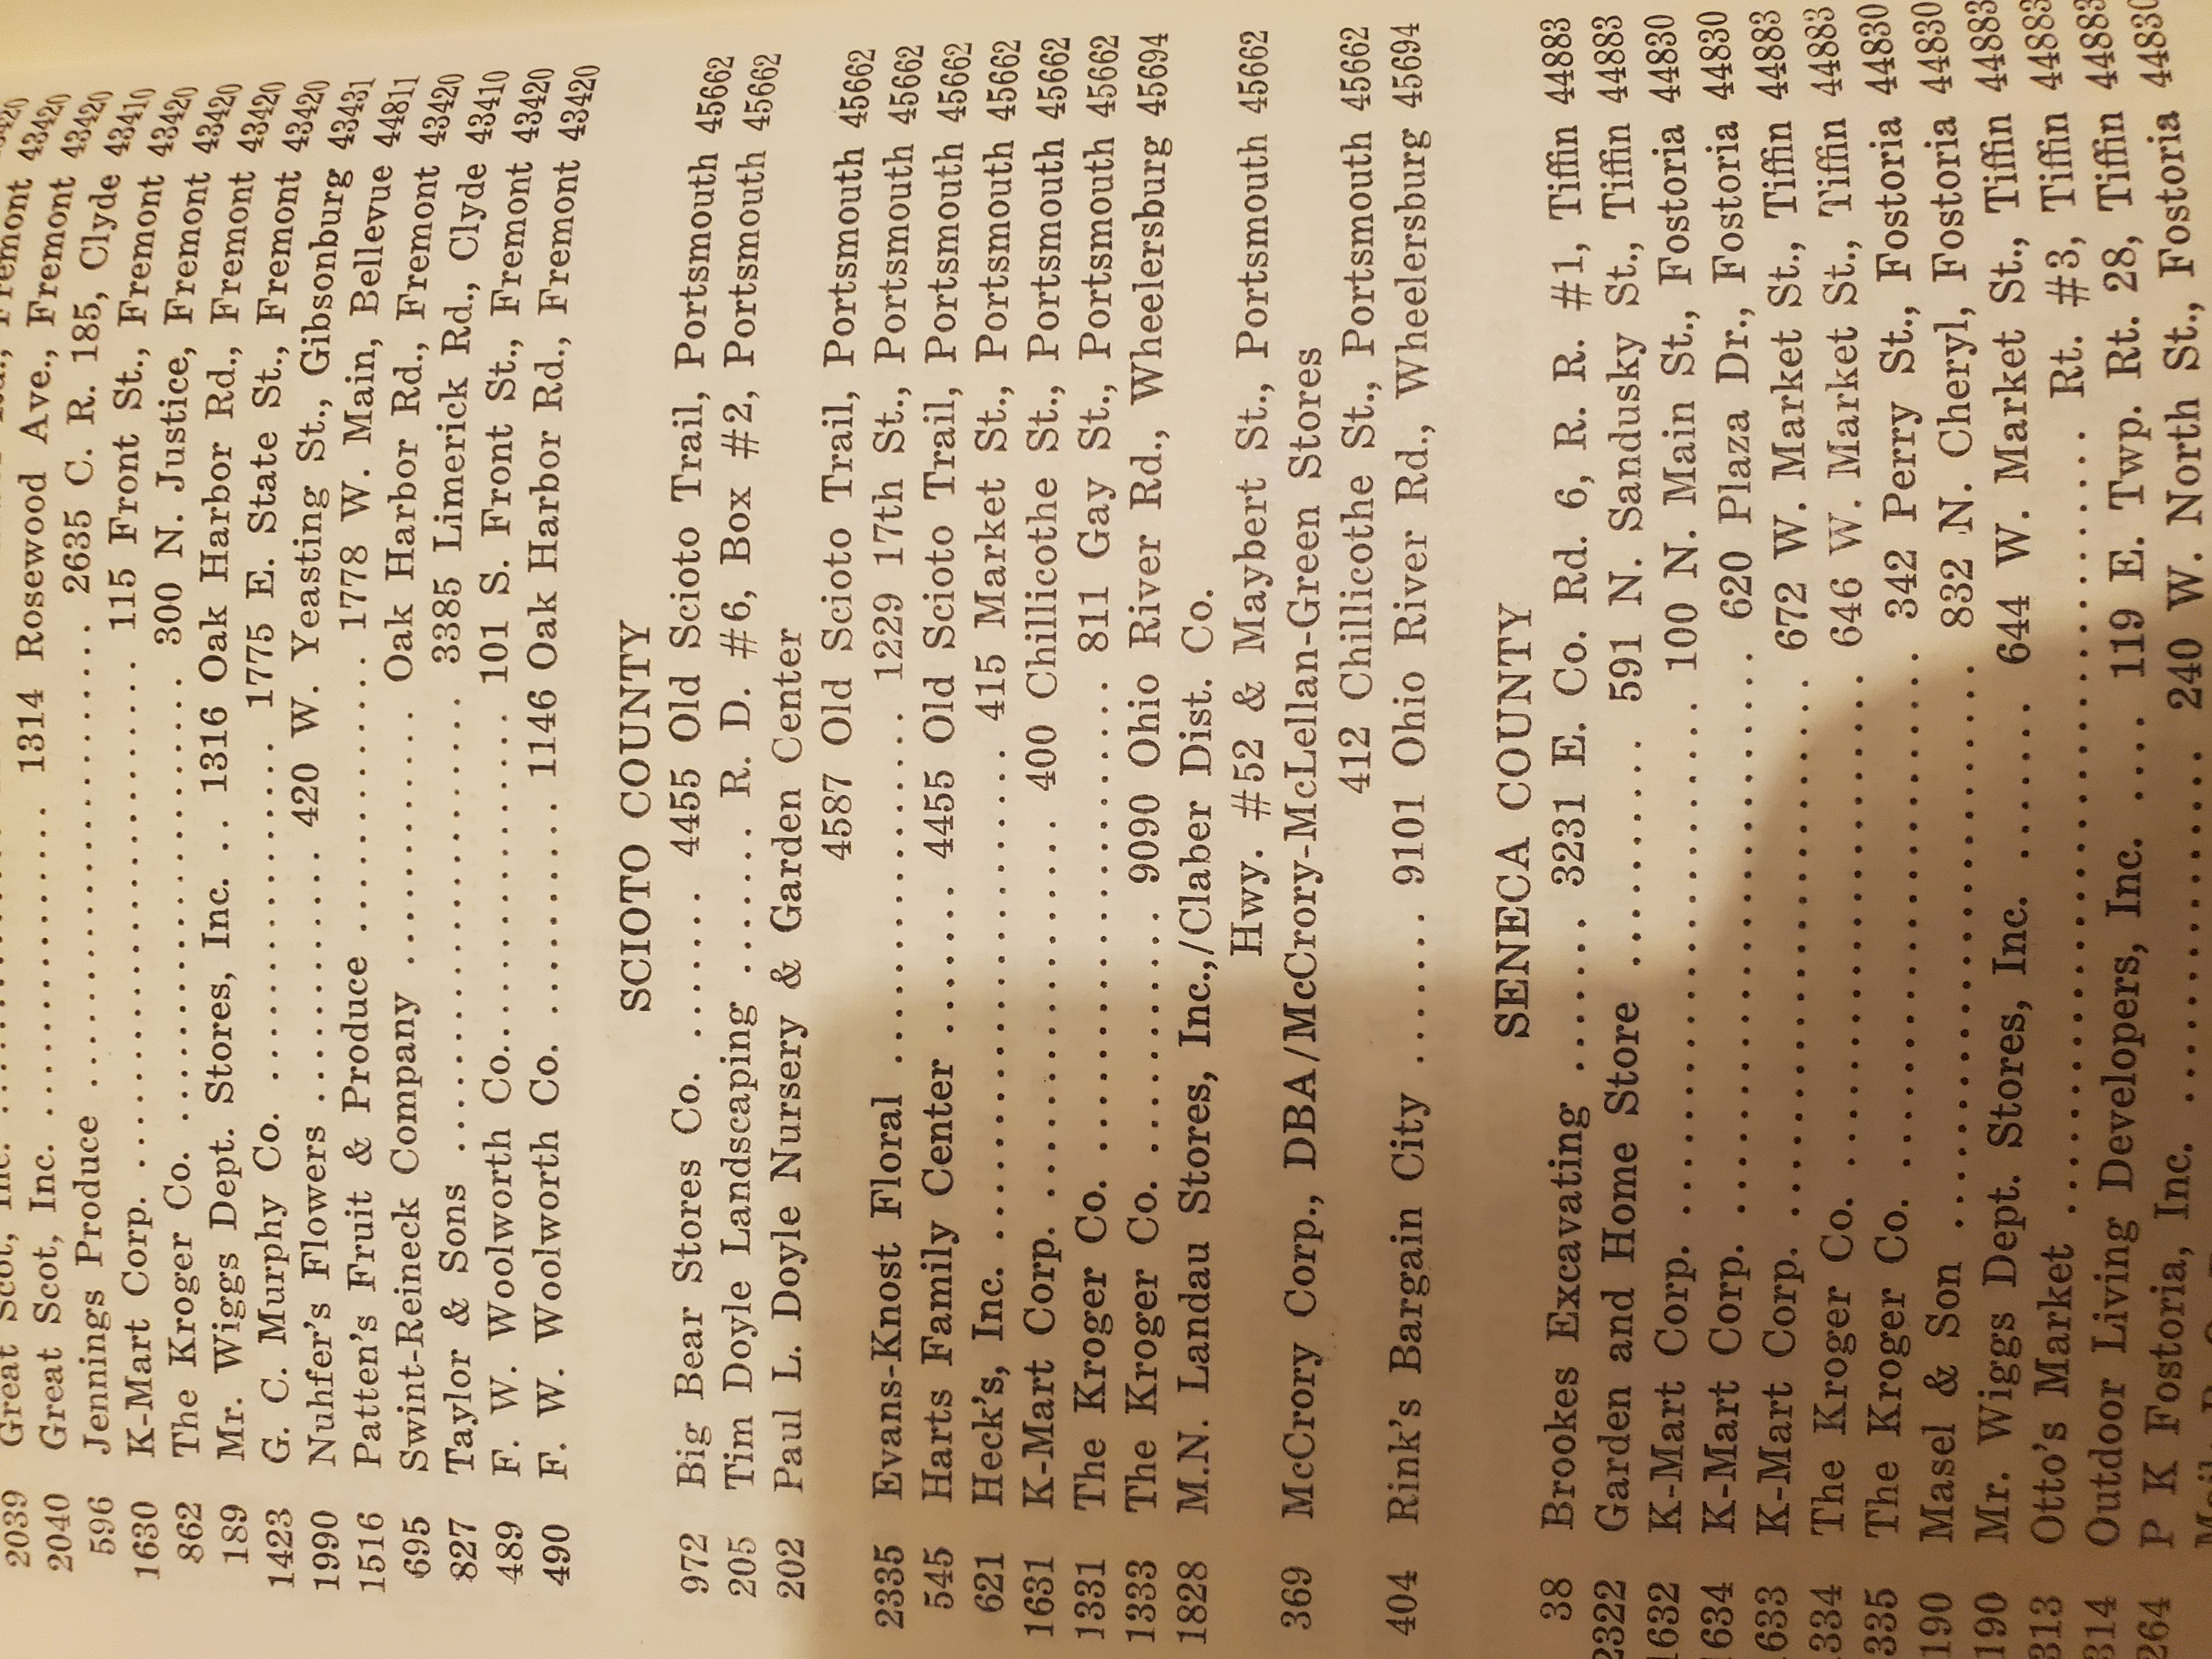 2039 Great Scot, Inc. Fremont 43420
2040 Great Scot, Inc. .......... 1314 Rosewood Ave., Fremont 43420
596 Jennings Produce .......... 2635 C. R. 185, Clyde 43410
1630 K-Mart Corp. .......... 115 Front St., Fremont 43420
862 The Kroger Co. .......... 300 N. Justice, Fremont 43420
189 Mr. Wiggs Dept. Stores, Inc. .. 1316 Oak Harbor Rd., Fremont 43420
1423 G. C. Murphy Co. .......... 1775 E. State St., Fremont 43420
1990 Nuhfer's Flowers .......... 420 W. Yeasting St., Gibsonburg 43431
1516 Patten's Fruit & Produce .......... 1778 W. Main, Bellevue 44811
695 Swint-Reineck Company .......... Oak Harbor Rd., Fremont 43420
827 Taylor & Sons .......... 3385 Limerick Rd., Clyde 43410
489 F. W. Woolworth Co. .......... 101 S. Front St., Fremont 43420
490 F. W. Woolworth Co. .......... 1146 Oak Harbor Rd., Fremont 43420
SCIOTO COUNTY
972 Big Bear Stores Co. ........ 4455 Old Scioto Trail, Portsmouth 45662
205 Tim Doyle Landscaping ....... R. D. #6, Box #2, Portsmouth 45662
202 Paul L. Doyle Nursery & Garden Center
4587 Old Scioto Trail, Portsmouth 45662
2335 Evans-Knost Floral .......... 1229 17th St., Portsmouth 45662
545 Harts Family Center ........ 4455 Old Scioto Trail, Portsmouth 45662
621 Heck's, Inc. .......... 415 Market St., Portsmouth 45662
1631 K-Mart Corp. .......... 400 Chillicothe St., Portsmouth 45662
1331 The Kroger Co. .......... 811 Gay St., Portsmouth 45662
1333 The Kroger Co. .......... 9090 Ohio River Rd., Wheelersburg 45694
1828 M.N. Landau Stores, Inc.,/Claber Dist. Co.
Hwy. #52 & Maybert St., Portsmouth 45662
369 McCrory Corp., DBA/McCrory-McLellan-Green Stores
412 Chillicothe St., Portsmouth 45662
404 Rink's Bargain City ....... 9101 Ohio River Rd., Wheelersburg 45694
SENECA COUNTY
38 Brookes Excavating ....... 3231 E. Co. Rd. 6, R. R. #1, Tiffin 44883
2322 Garden and Home Store .......... 591 N. Sandusky St., Tiffin 44883
1632 K-Mart Corp. .......... 100 N. Main St., Fostoria 44830
1634 K-Mart Corp. .......... 620 Plaza Dr., Fostoria 44830
1633 K-Mart Corp. .......... 672 W. Market St., Tiffin 44883
1334 The Kroger Co. .......... 646 W. Market St., Tiffin 44883
335 The Kroger Co. .......... 342 Perry St., Fostoria 44830
190 Masel & Son .......... 832 N. Cheryl, Fostoria 44830
190 Mr. Wiggs Dept. Stores, Inc. ...... 644 W. Market St., Tiffin 44883
313 Otto's Market .......... Rt. #3, Tiffin 44883
314 Outdoor Living Developers, Inc. .... 119 E. Twp. Rt. 28, Tiffin 44883
264 P K Fostoria, Inc. .......... 240 W. North St., Fostoria 44830